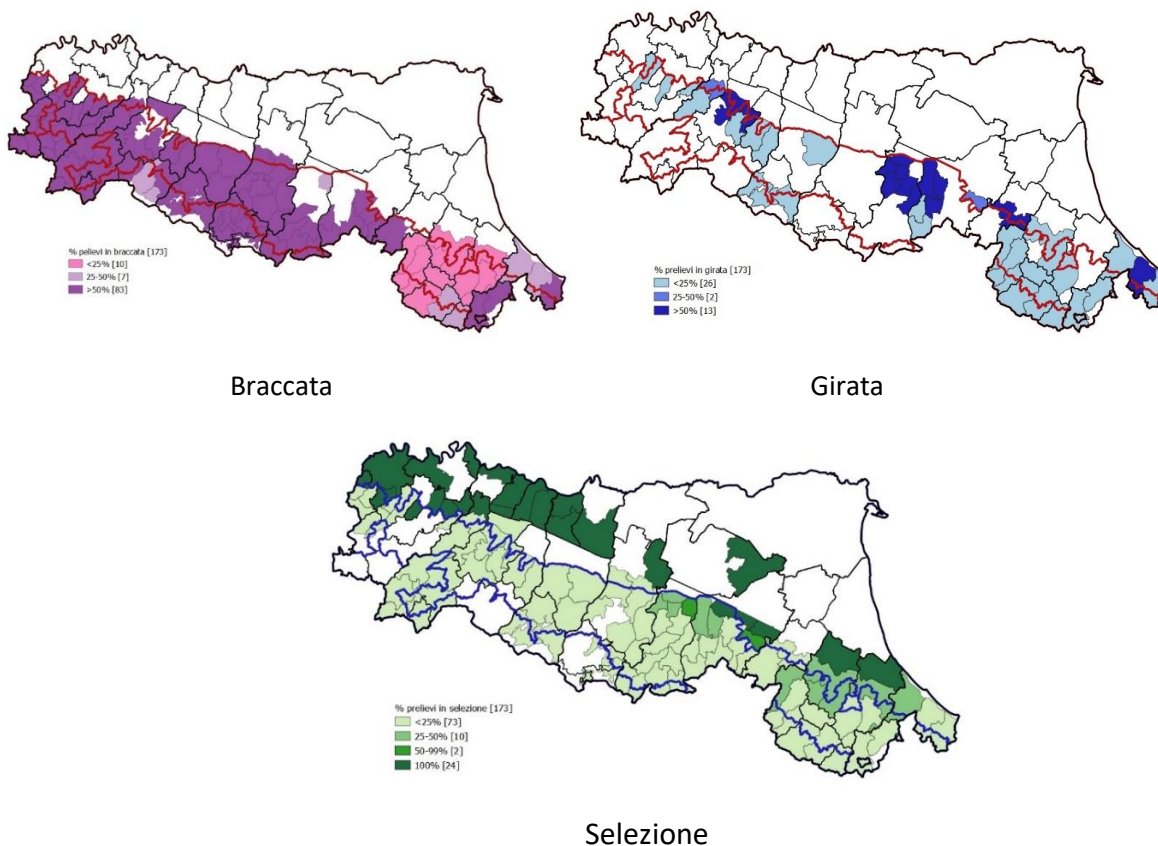 % prelievi in braccata [173]
<25% [10]
25-50% [7]
>50% [83]
Braccata
% prelievi in girata [173]
<25% [26]
25-50% [2]
>50% [13]
Girata
% prelievi in selezione [173]
<25% [73]
25-50% [10]
50-99% [2]
100% [24]
Selezione